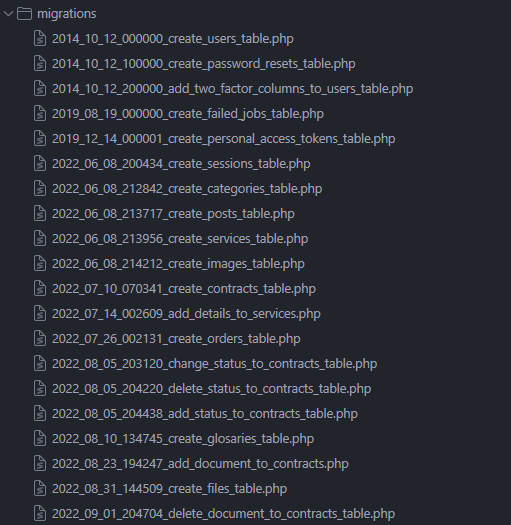 migrations
2014_10_12_000000_create_users_table.php
2014_10_12_100000_create_password_resets_table.php
2014_10_12_200000_add_two_factor_columns_to_users_table.php
2019_08_19_000000_create_failed_jobs_table.php
2019_12_14_000001_create_personal_access_tokens_table.php
2022_06_08_200434_create_sessions_table.php
2022_06_08_212842_create_categories_table.php
2022_06_08_213717_create_posts_table.php
2022_06_08_213956_create_services_table.php
2022_06_08_214212_create_images_table.php
2022_07_10_070341_create_contracts_table.php
2022_07_14_002609_add_details_to_services.php
2022_07_26_002131_create_orders_table.php
2022_08_05_203120_change_status_to_contracts_table.php
2022_08_05_204220_delete_status_to_contracts_table.php
2022_08_05_204438_add_status_to_contracts_table.php
2022_08_10_134745_create_glosaries_table.php
2022_08_23_194247_add_document_to_contracts.php
2022_08_31_144509_create_files_table.php
2022_09_01_204704_delete_document_to_contracts_table.php